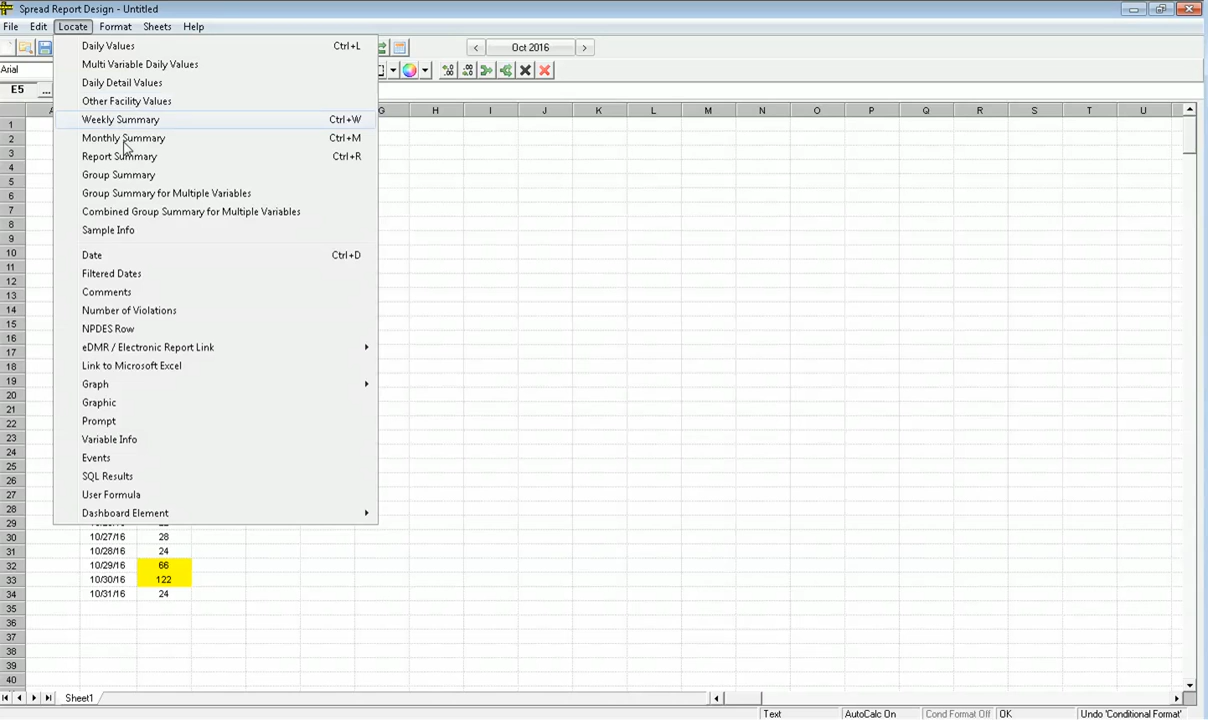 Spread Report Design - Untitled
File Edit Locate Format Sheets Help
Daily Values Ctrl+L
Oct 2016
Multi Variable Daily Values
Arial
Daily Detail Values
E5 ...
Other Facility Values
Weekly Summary Ctrl+W
Monthly Summary Ctrl+M
Report Summary Ctrl+R
Group Summary
Group Summary for Multiple Variables
Combined Group Summary for Multiple Variables
Sample Info
Date Ctrl+D
Filtered Dates
Comments
Number of Violations
NPDES Row
eDMR / Electronic Report Link
Link to Microsoft Excel
Graph
Graphic
Prompt
Variable Info
Events
SQL Results
User Formula
Dashboard Element
G H I J K L M N O P Q R S T U
1
2
3
4
5
6
7
8
9
10
11
12
13
14
15
16
17
18
19
20
21
22
23
24
25
26
27
28
29
30 10/27/16 28
31 10/28/16 24
32 10/29/16 66
33 10/30/16 122
34 10/31/16 24
35
36
37
38
39
40
Sheet1
Text AutoCalc On Cond Format Off OK Undo 'Conditional Format'